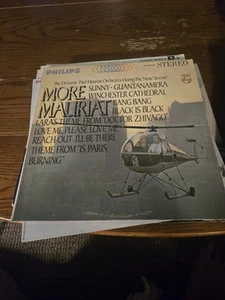 PHILIPS
STEREO
The Definite Paul Mauriat Orchestra Doing The "Now" Sound!
MORE SUNNY · GUANTANAMERA
MAURIAT WINCHESTER CATHEDRAL
BANG BANG
BLACK IS BLACK
LARA'S THEME FROM "DOCTOR ZHIVAGO"
LOVE ME, PLEASE, LOVE ME
REACH OUT I'LL BE THERE
THEME FROM "IS PARIS
BURNING"